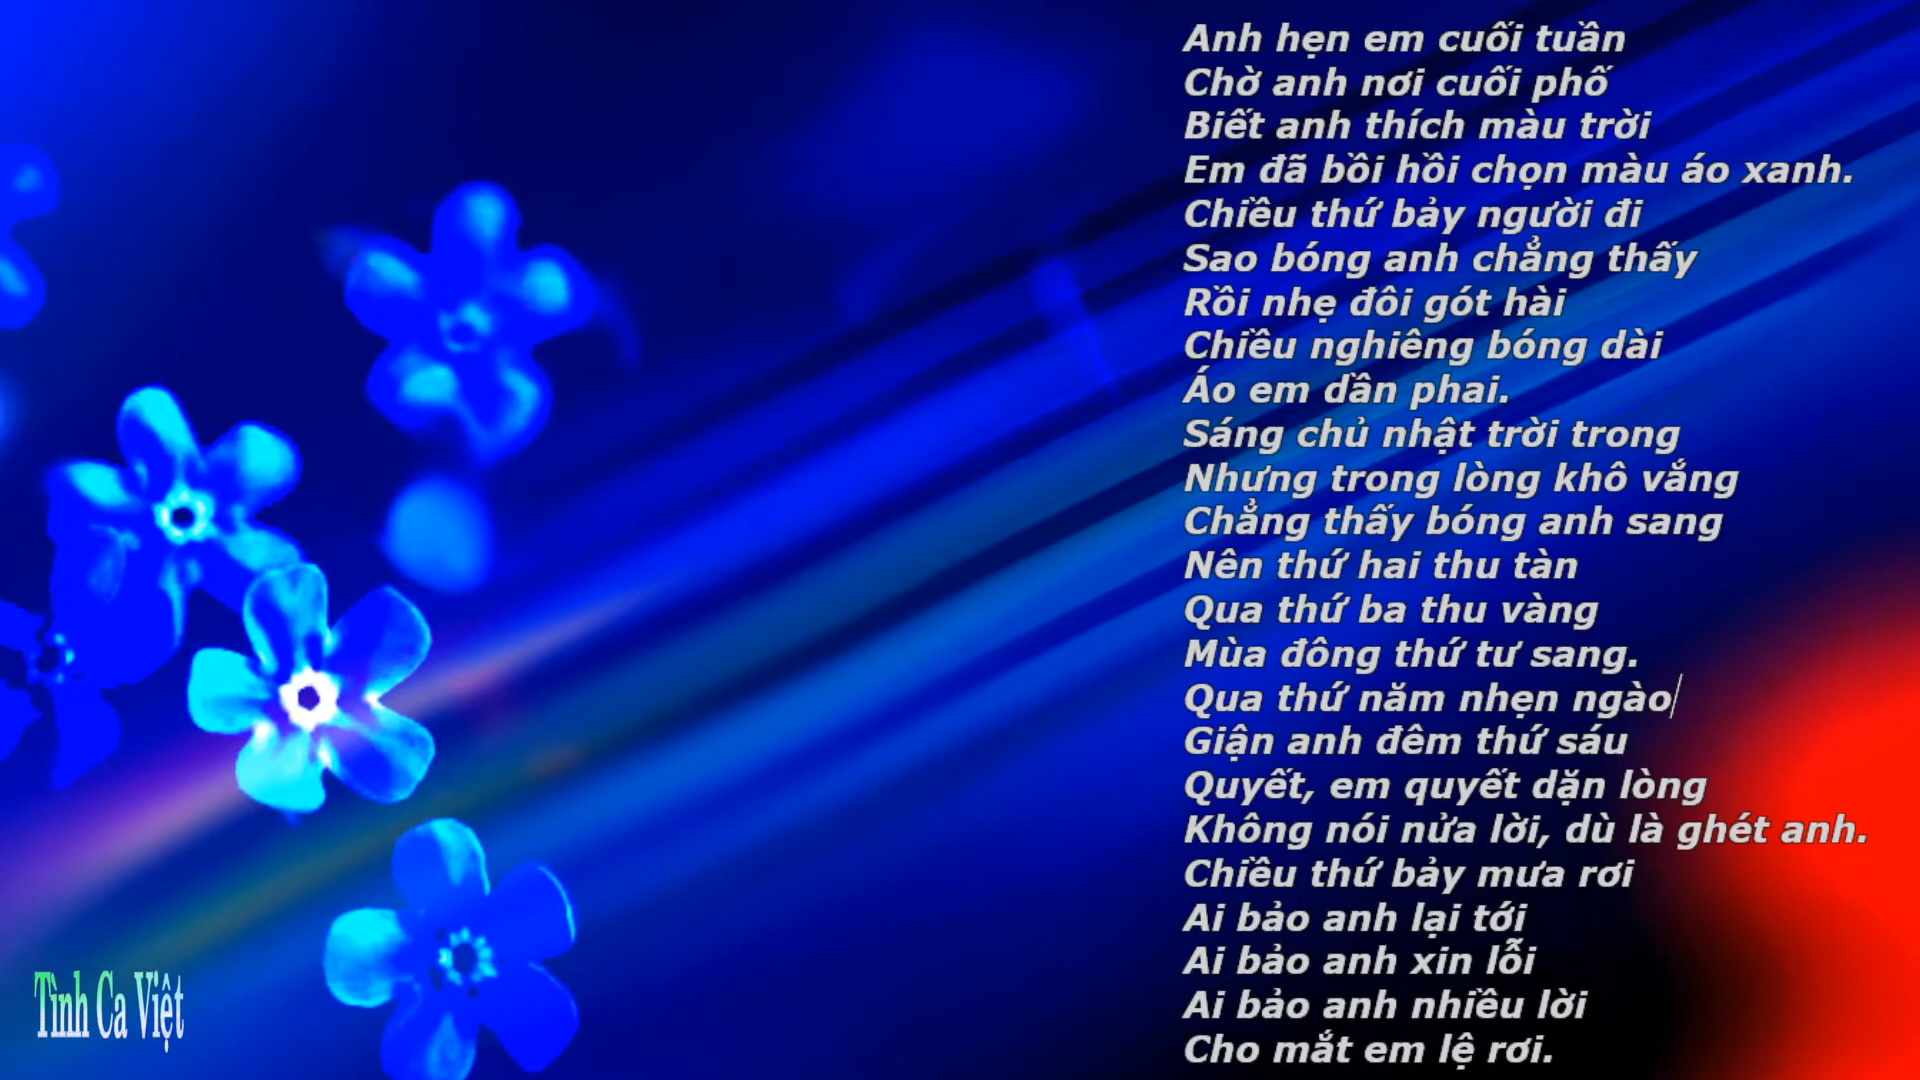 Anh hẹn em cuối tuần
Chờ anh nơi cuối phố
Biết anh thích màu trời
Em đã bồi hồi chọn màu áo xanh.
Chiều thứ bảy người đi
Sao bóng anh chẳng thấy
Rồi nhẹ đôi gót hài
Chiều nghiêng bóng dài
Áo em dần phai.
Sáng chủ nhật trời trong
Nhưng trong lòng khô vắng
Chẳng thấy bóng anh sang
Nên thứ hai thu tàn
Qua thứ ba thu vàng
Mùa đông thứ tư sang.
Qua thứ năm nhẹn ngào
Giận anh đêm thứ sáu
Quyết, em quyết dặn lòng
Không nói nửa lời, dù là ghét anh.
Chiều thứ bảy mưa rơi
Ai bảo anh lại tới
Ai bảo anh xin lỗi
Ai bảo anh nhiều lời
Cho mắt em lệ rơi.
Tình Ca Việt